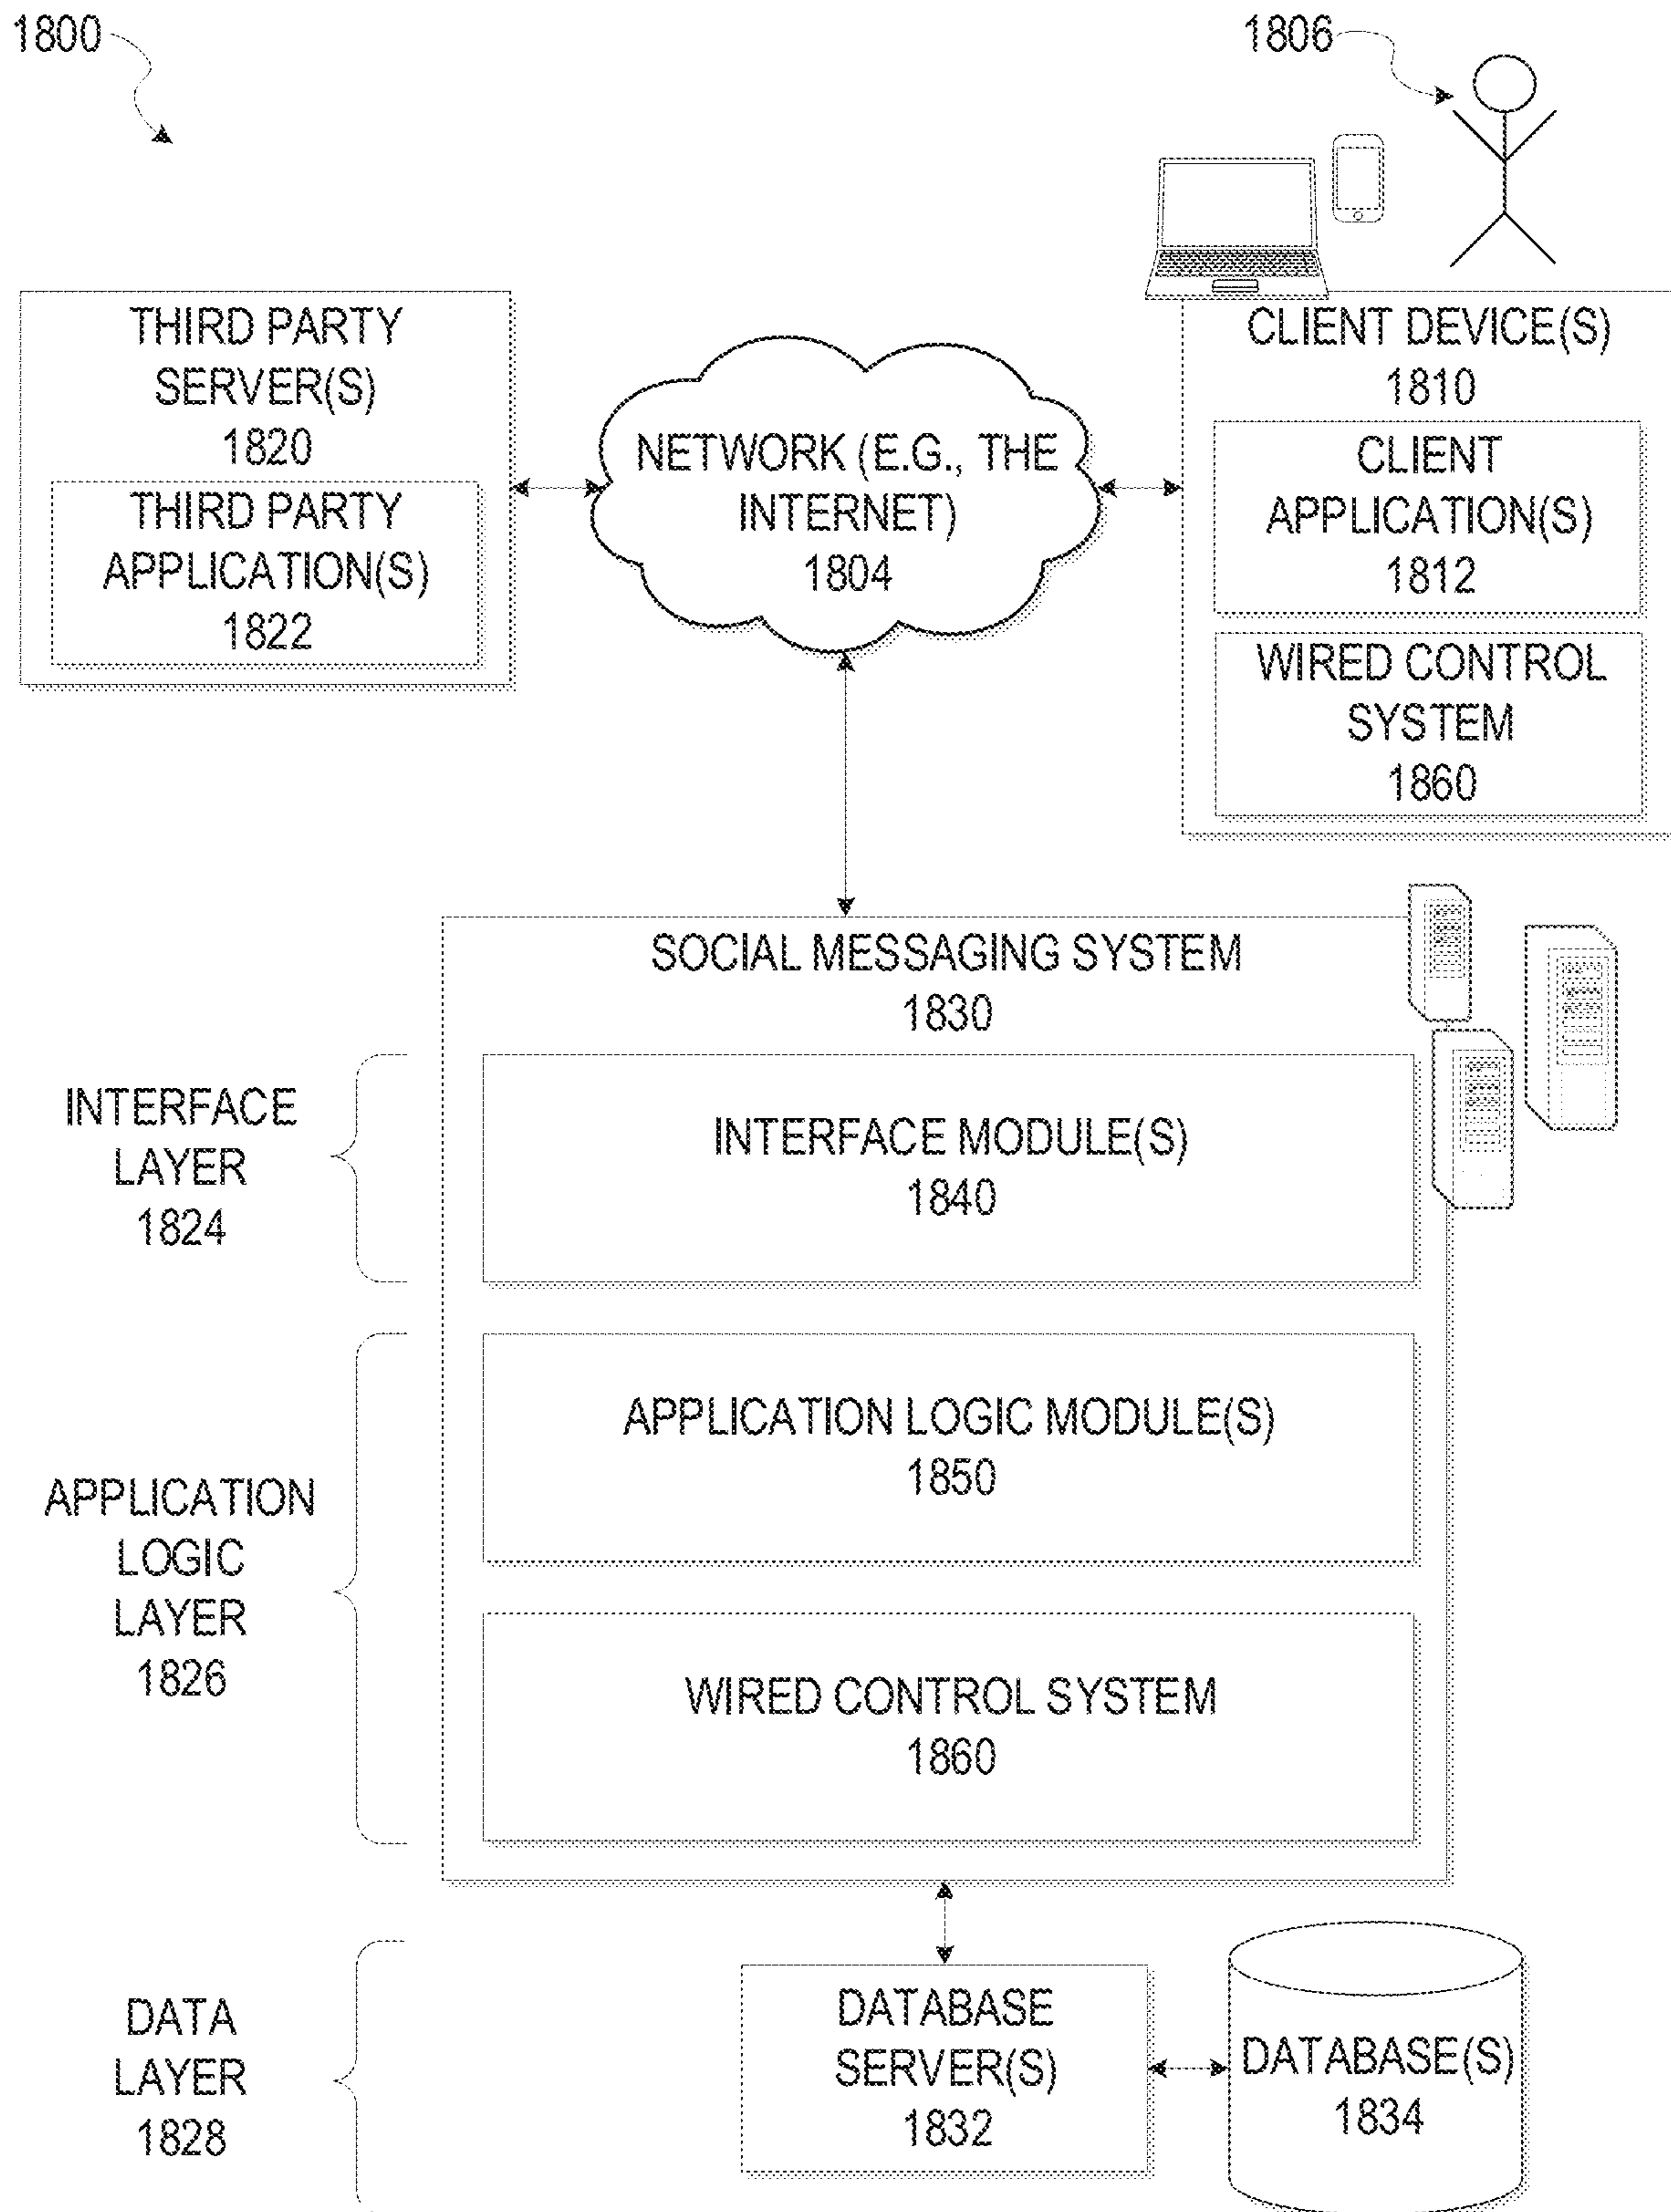 1800
1806
THIRD PARTY
SERVER(S)
1820
THIRD PARTY
APPLICATION(S)
1822
NETWORK (E.G., THE
INTERNET)
1804
CLIENT DEVICE(S)
1810
CLIENT
APPLICATION(S)
1812
WIRED CONTROL
SYSTEM
1860
SOCIAL MESSAGING SYSTEM
1830
INTERFACE
LAYER
1824
INTERFACE MODULE(S)
1840
APPLICATION
LOGIC
LAYER
1826
APPLICATION LOGIC MODULE(S)
1850
WIRED CONTROL SYSTEM
1860
DATA
LAYER
1828
DATABASE
SERVER(S)
1832
DATABASE(S)
1834